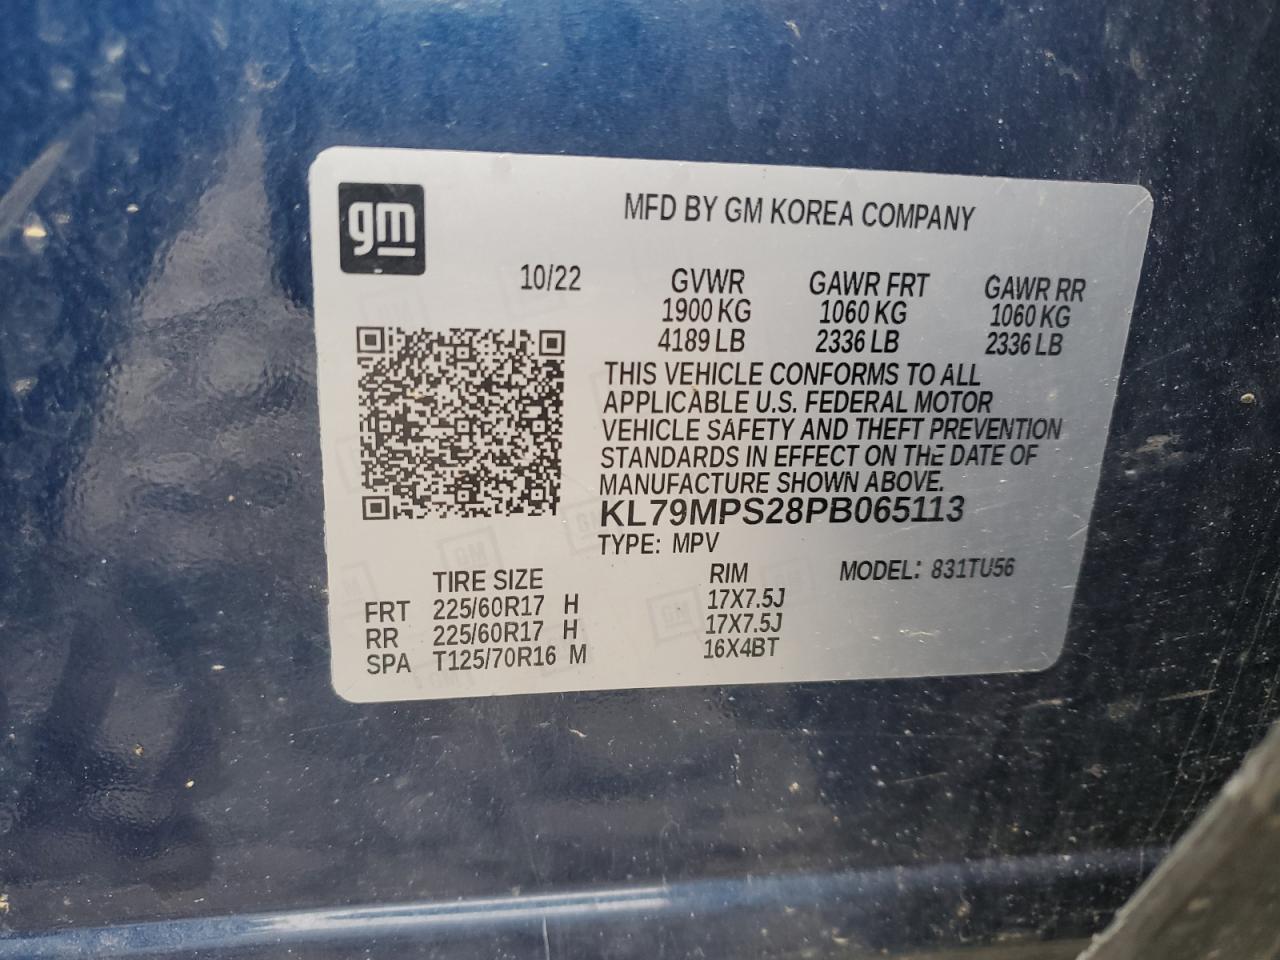 gm
MFD BY GM KOREA COMPANY
10/22 GVWR GAWR FRT GAWR RR
1900 KG 1060 KG 1060 KG
4189 LB 2336 LB 2336 LB
THIS VEHICLE CONFORMS TO ALL
APPLICABLE U.S. FEDERAL MOTOR
VEHICLE SAFETY AND THEFT PREVENTION
STANDARDS IN EFFECT ON THE DATE OF
MANUFACTURE SHOWN ABOVE.
KL79MPS28PB065113
TYPE: MPV
TIRE SIZE RIM MODEL: 831TU56
FRT 225/60R17 H 17X7.5J
RR 225/60R17 H 17X7.5J
SPA T125/70R16 M 16X4BT